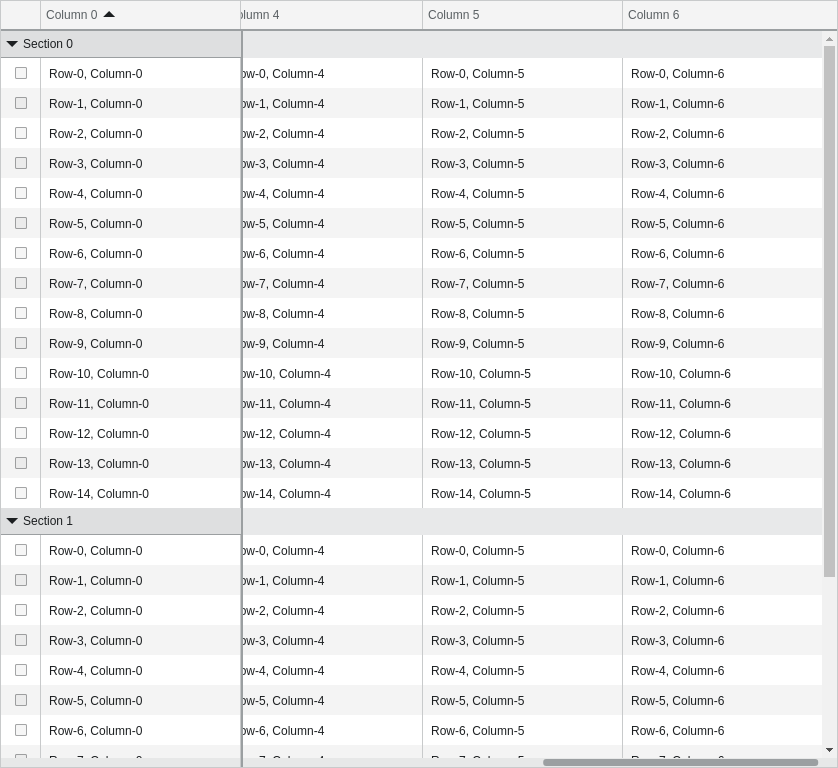 Column 0 olumn 4 Column 5 Column 6
Section 0
Row-0, Column-0 ow-0, Column-4 Row-0, Column-5 Row-0, Column-6
Row-1, Column-0 ow-1, Column-4 Row-1, Column-5 Row-1, Column-6
Row-2, Column-0 ow-2, Column-4 Row-2, Column-5 Row-2, Column-6
Row-3, Column-0 ow-3, Column-4 Row-3, Column-5 Row-3, Column-6
Row-4, Column-0 ow-4, Column-4 Row-4, Column-5 Row-4, Column-6
Row-5, Column-0 ow-5, Column-4 Row-5, Column-5 Row-5, Column-6
Row-6, Column-0 ow-6, Column-4 Row-6, Column-5 Row-6, Column-6
Row-7, Column-0 ow-7, Column-4 Row-7, Column-5 Row-7, Column-6
Row-8, Column-0 ow-8, Column-4 Row-8, Column-5 Row-8, Column-6
Row-9, Column-0 ow-9, Column-4 Row-9, Column-5 Row-9, Column-6
Row-10, Column-0 ow-10, Column-4 Row-10, Column-5 Row-10, Column-6
Row-11, Column-0 ow-11, Column-4 Row-11, Column-5 Row-11, Column-6
Row-12, Column-0 ow-12, Column-4 Row-12, Column-5 Row-12, Column-6
Row-13, Column-0 ow-13, Column-4 Row-13, Column-5 Row-13, Column-6
Row-14, Column-0 ow-14, Column-4 Row-14, Column-5 Row-14, Column-6
Section 1
Row-0, Column-0 ow-0, Column-4 Row-0, Column-5 Row-0, Column-6
Row-1, Column-0 ow-1, Column-4 Row-1, Column-5 Row-1, Column-6
Row-2, Column-0 ow-2, Column-4 Row-2, Column-5 Row-2, Column-6
Row-3, Column-0 ow-3, Column-4 Row-3, Column-5 Row-3, Column-6
Row-4, Column-0 ow-4, Column-4 Row-4, Column-5 Row-4, Column-6
Row-5, Column-0 ow-5, Column-4 Row-5, Column-5 Row-5, Column-6
Row-6, Column-0 ow-6, Column-4 Row-6, Column-5 Row-6, Column-6